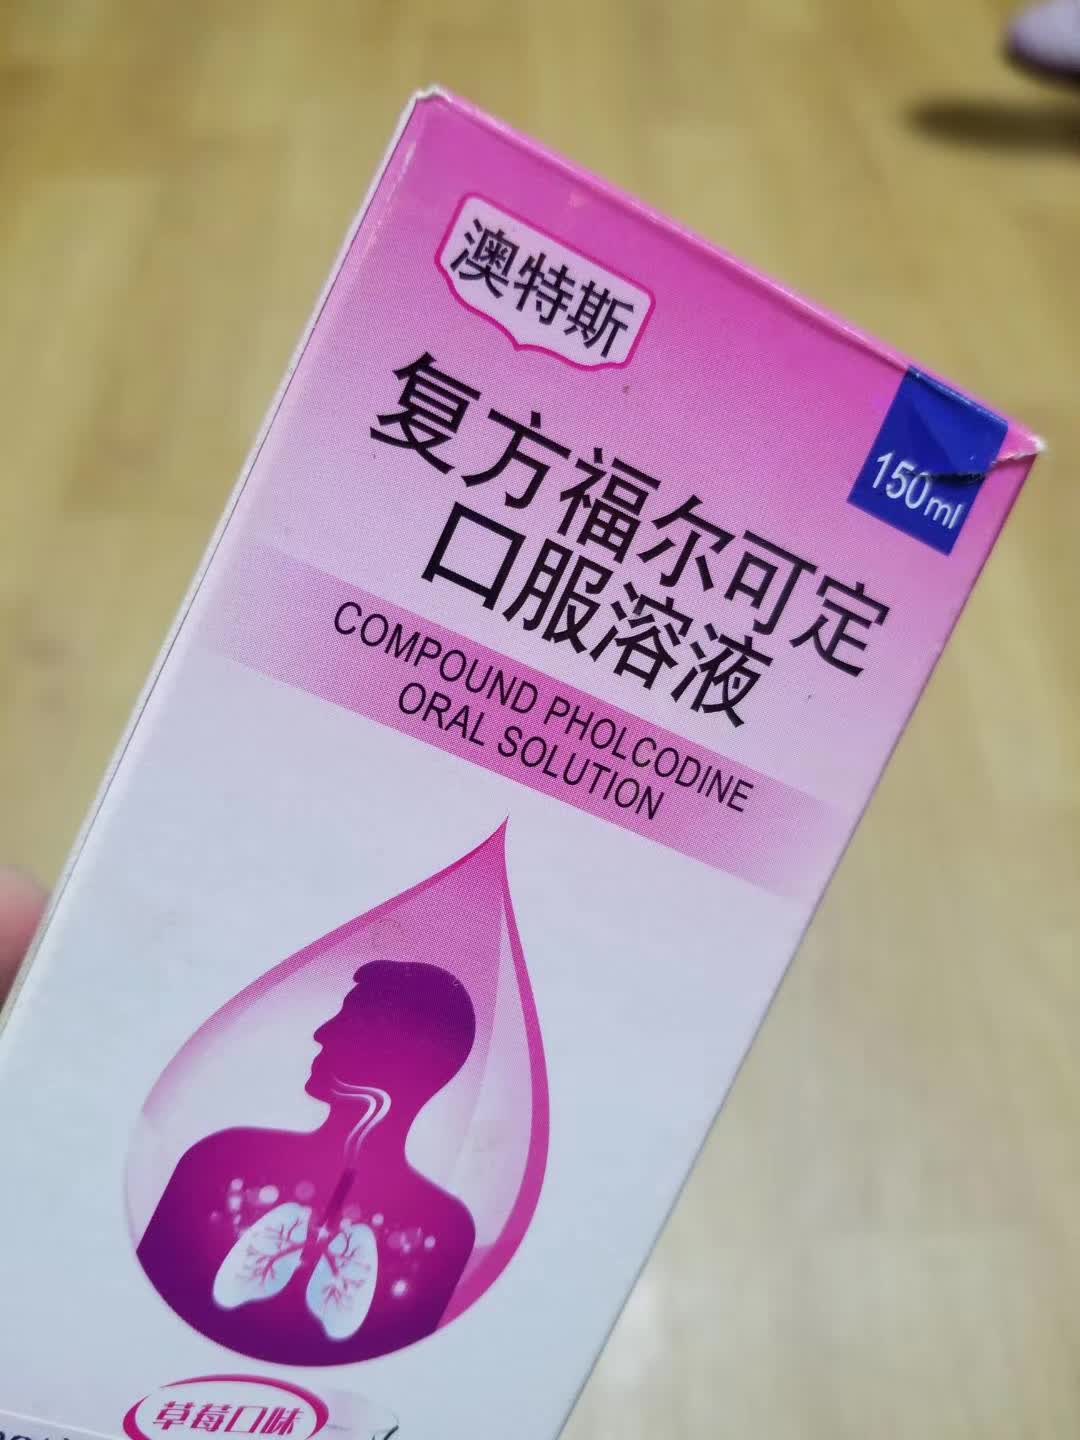 澳特斯
150ml
复方福尔可定
口服溶液
COMPOUND PHOLCODINE
ORAL SOLUTION
草莓口味